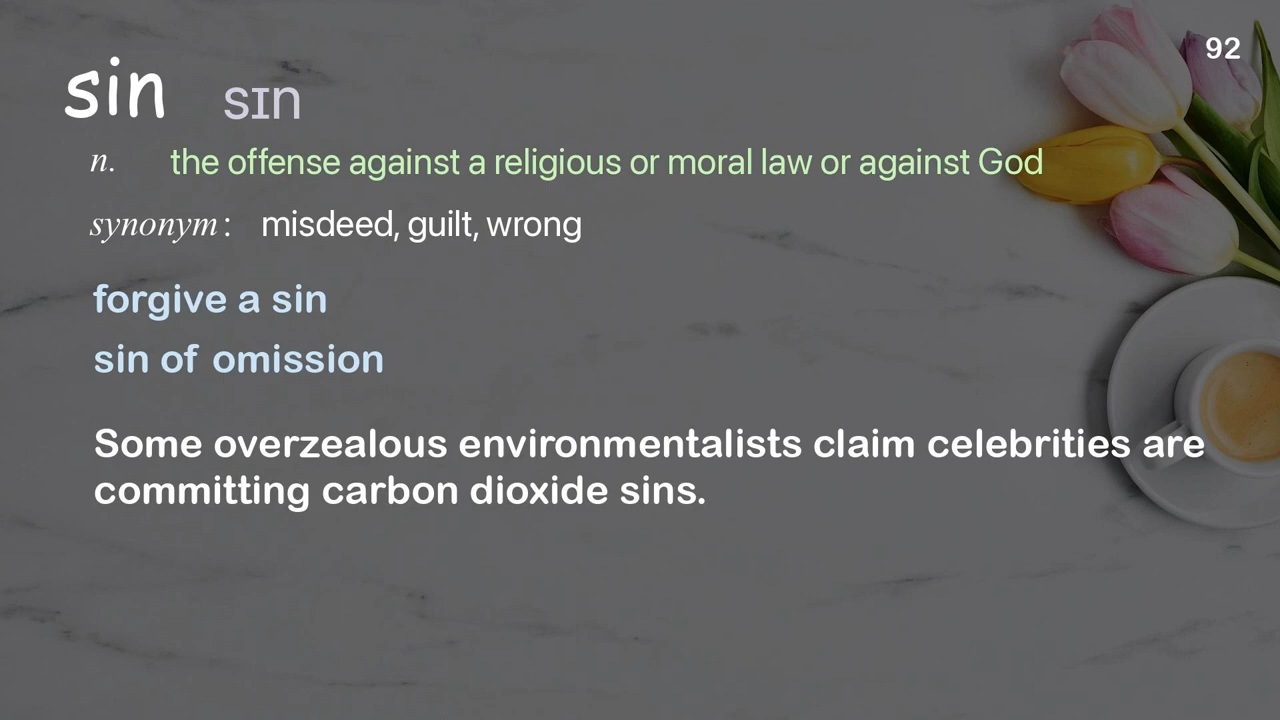 92
sin sɪn
n. the offense against a religious or moral law or against God
synonym: misdeed, guilt, wrong
forgive a sin
sin of omission
Some overzealous environmentalists claim celebrities are
committing carbon dioxide sins.